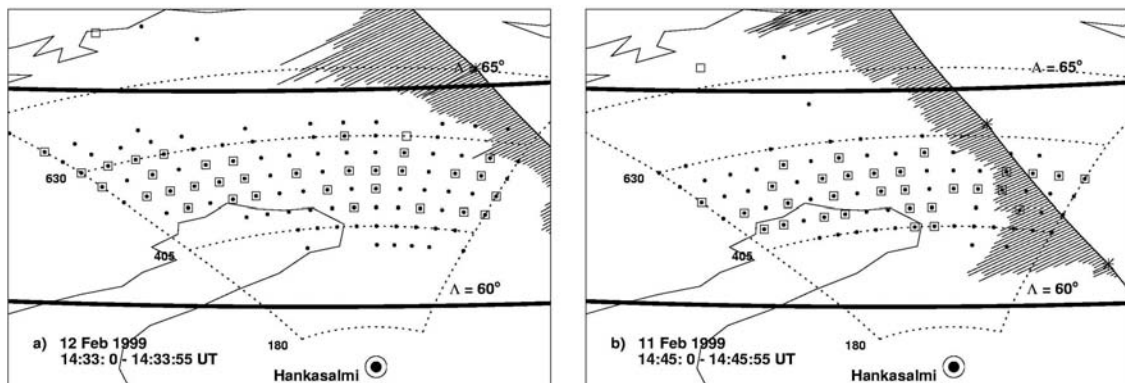 Λ = 65°
630
405
Λ = 60°
180
a) 12 Feb 1999
14:33: 0 - 14:33:55 UT
Hankasalmi
Λ = 65°
630
405
Λ = 60°
180
b) 11 Feb 1999
14:45: 0 - 14:45:55 UT
Hankasalmi